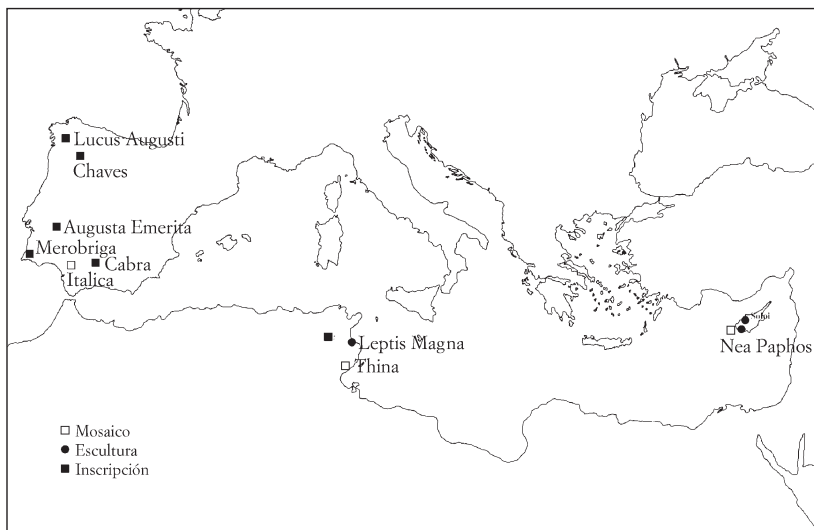 Lucus Augusti
Chaves
Augusta Emerita
Merobriga
Cabra
Italica
Leptis Magna
Thina
Nea Paphos
Mosaico
Escultura
Inscripción